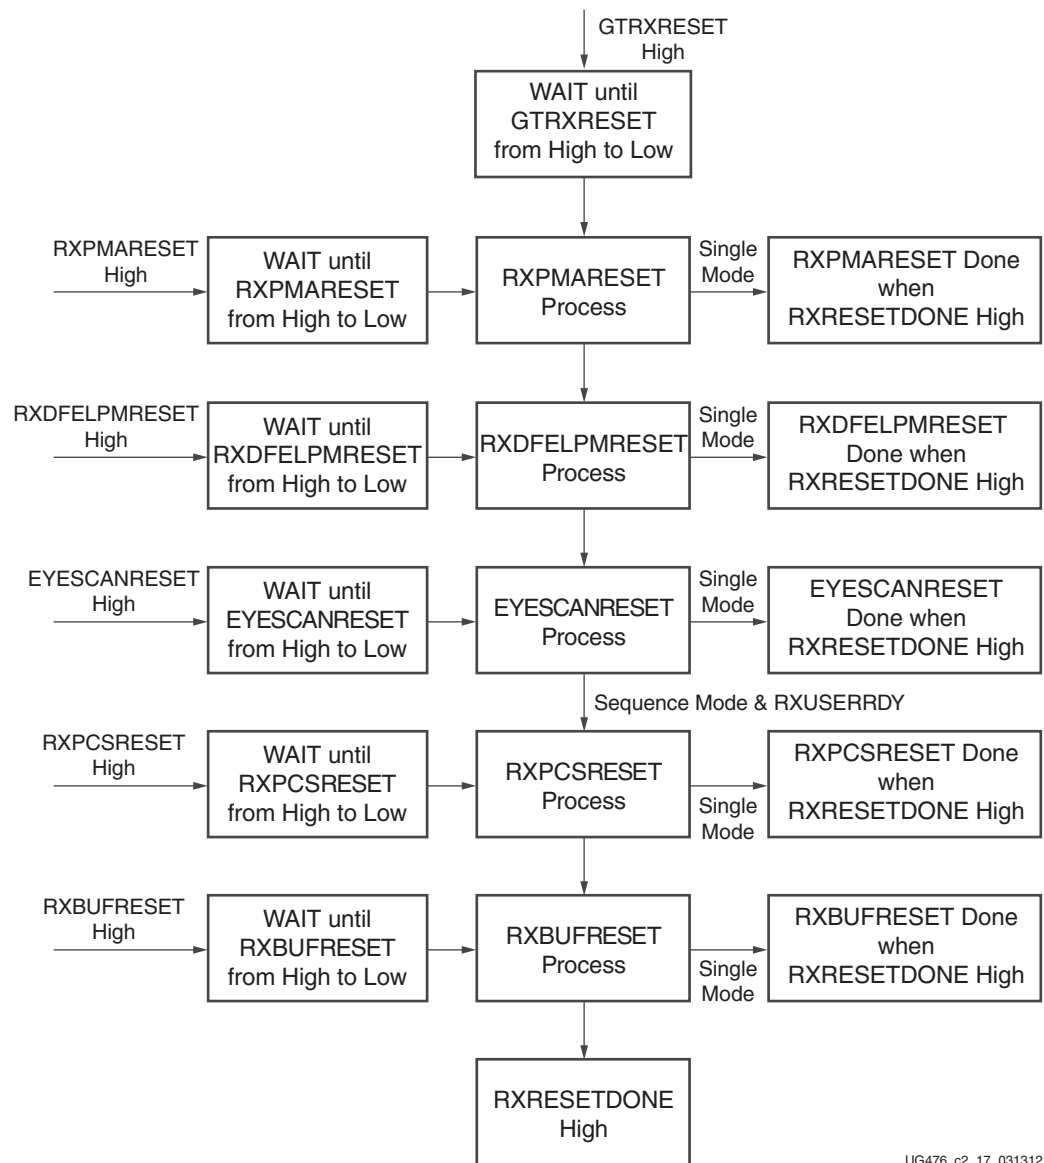 GTRXRESET
High
WAIT until
GTRXRESET
from High to Low
RXPMARESET
High
WAIT until
RXPMARESET
from High to Low
RXPMARESET
Process
Single
Mode
RXPMARESET Done
when
RXRESETDONE High
RXDFELPMRESET
High
WAIT until
RXDFELPMRESET
from High to Low
RXDFELPMRESET
Process
Single
Mode
RXDFELPMRESET
Done when
RXRESETDONE High
EYESCANRESET
High
WAIT until
EYESCANRESET
from High to Low
EYESCANRESET
Process
Single
Mode
EYESCANRESET
Done when
RXRESETDONE High
Sequence Mode & RXUSERRDY
RXPCSRESET
High
WAIT until
RXPCSRESET
from High to Low
RXPCSRESET
Process
Single
Mode
RXPCSRESET Done
when
RXRESETDONE High
RXBUFRESET
High
WAIT until
RXBUFRESET
from High to Low
RXBUFRESET
Process
Single
Mode
RXBUFRESET Done
when
RXRESETDONE High
RXRESETDONE
High
UG476_c2_17_031312